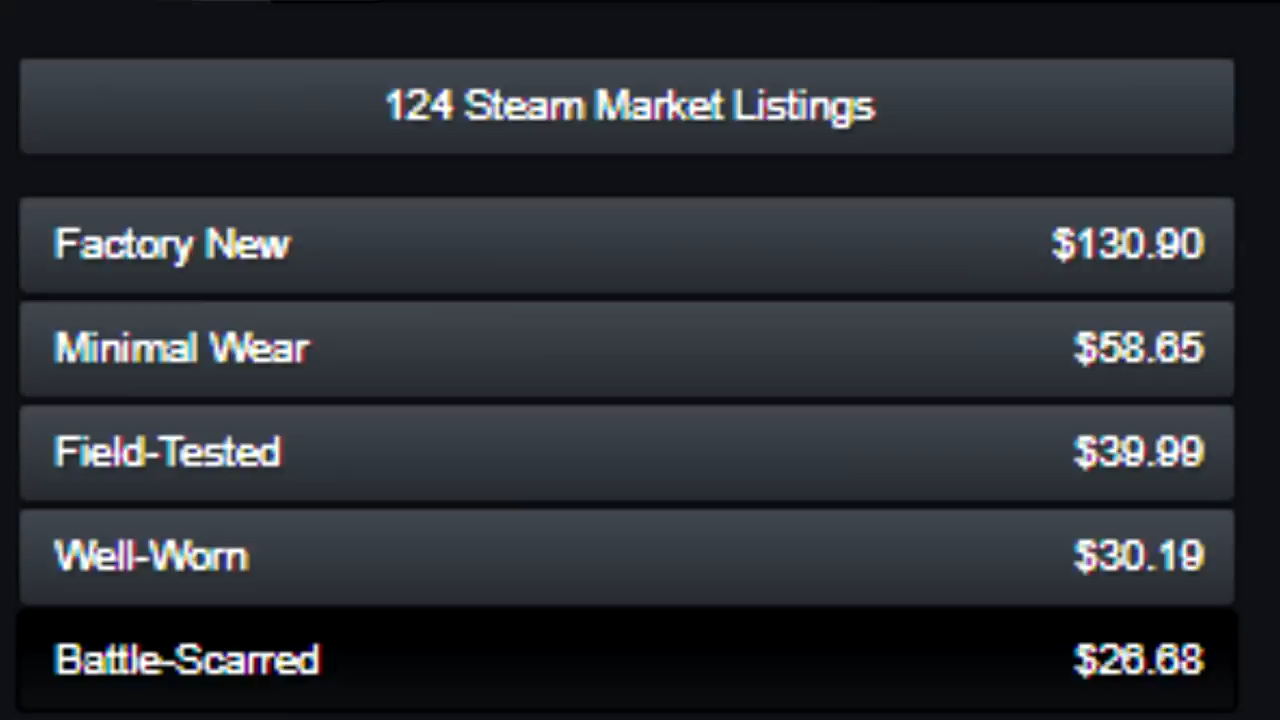 124 Steam Market Listings
Factory New $130.90
Minimal Wear $58.65
Field-Tested $39.99
Well-Worn $30.19
Battle-Scarred $26.68